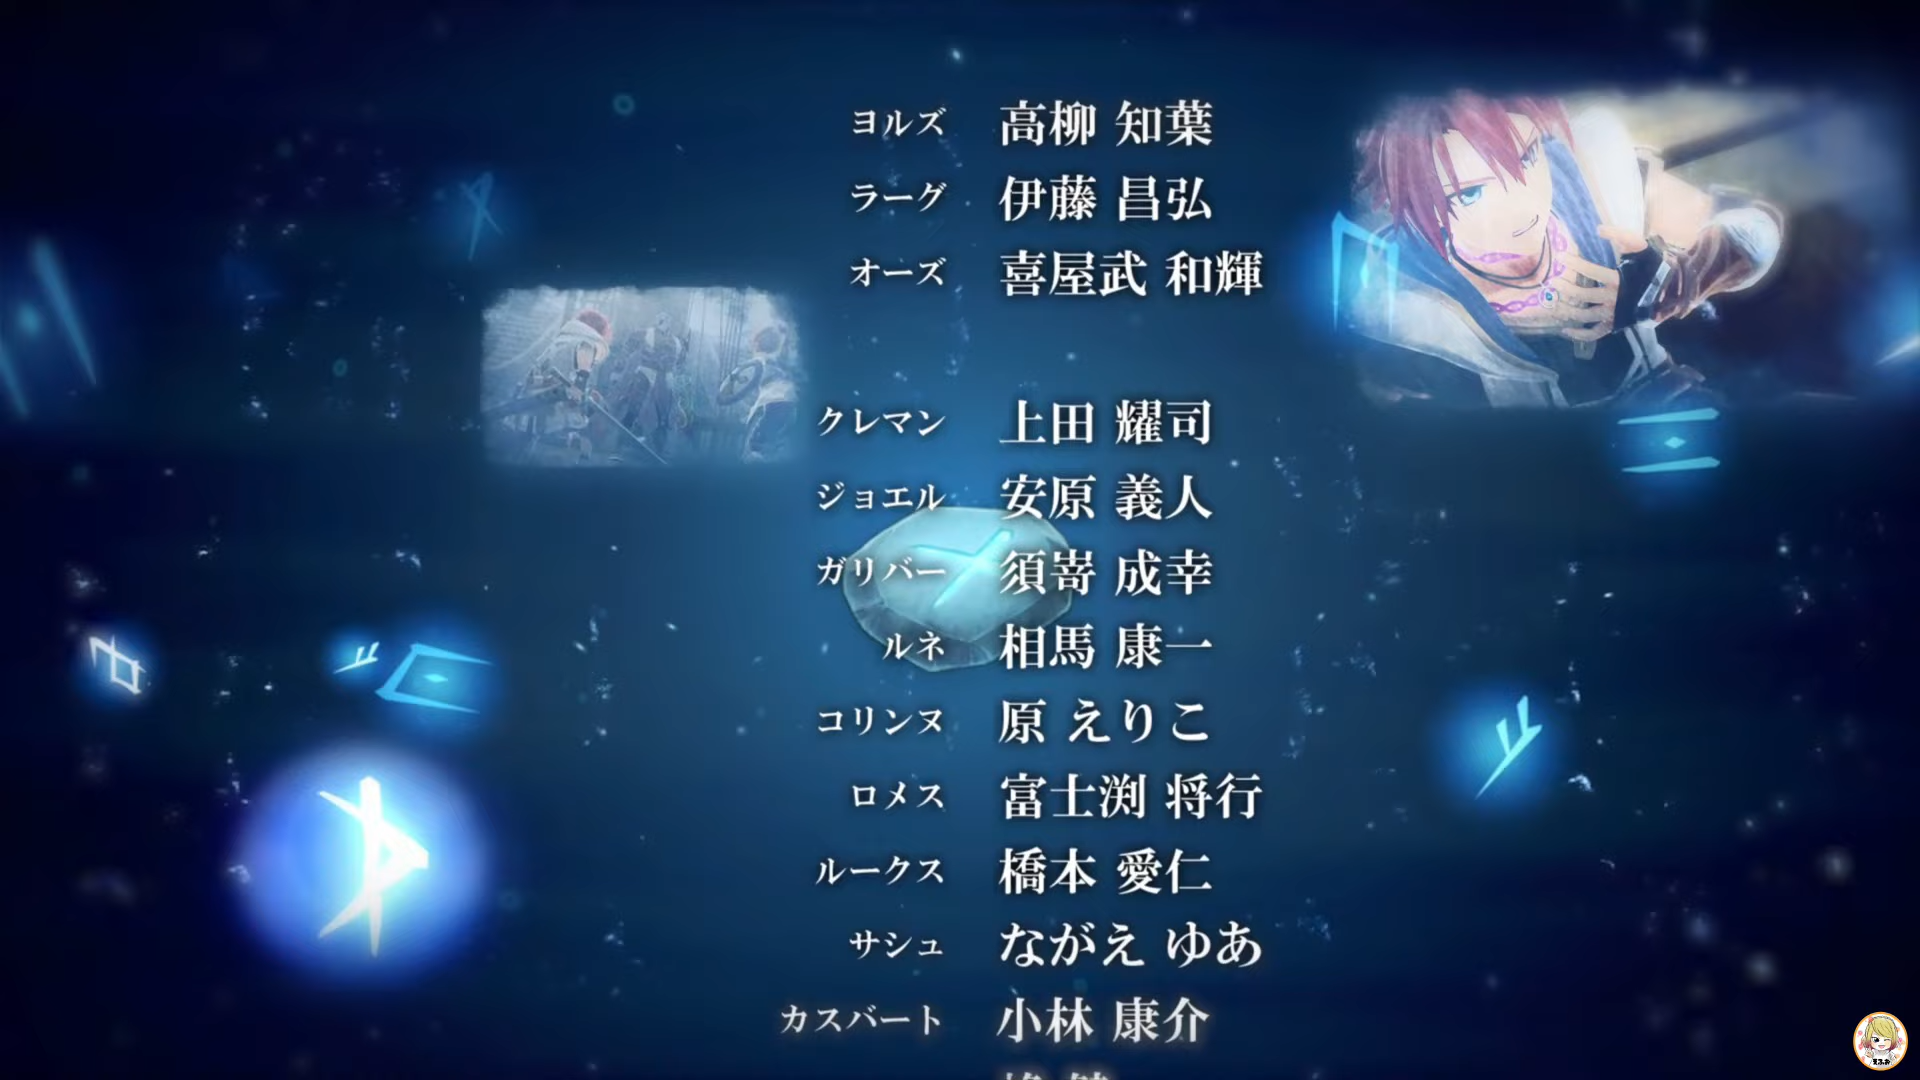 ヨルズ 高柳 知葉
ラーグ 伊藤 昌弘
オーズ 喜屋武 和輝
クレマン 上田 耀司
ジョエル 安原 義人
ガリバー 須嵜 成幸
ルネ 相馬 康一
コリンヌ 原 えりこ
ロメス 富士渕 将行
ルークス 橋本 愛仁
サシュ ながえ ゆあ
カスバート 小林 康介